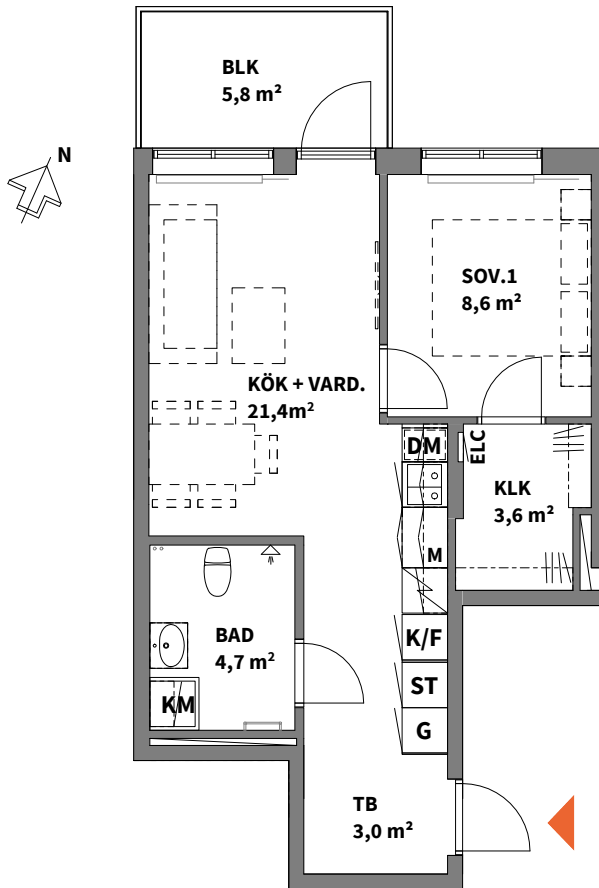 BLK
5,8 m²
N
SOV.1
8,6 m²
KÖK + VARD.
21,4m²
DM
ELC
KLK
3,6 m²
M
BAD
4,7 m²
K/F
ST
KM
G
TB
3,0 m²